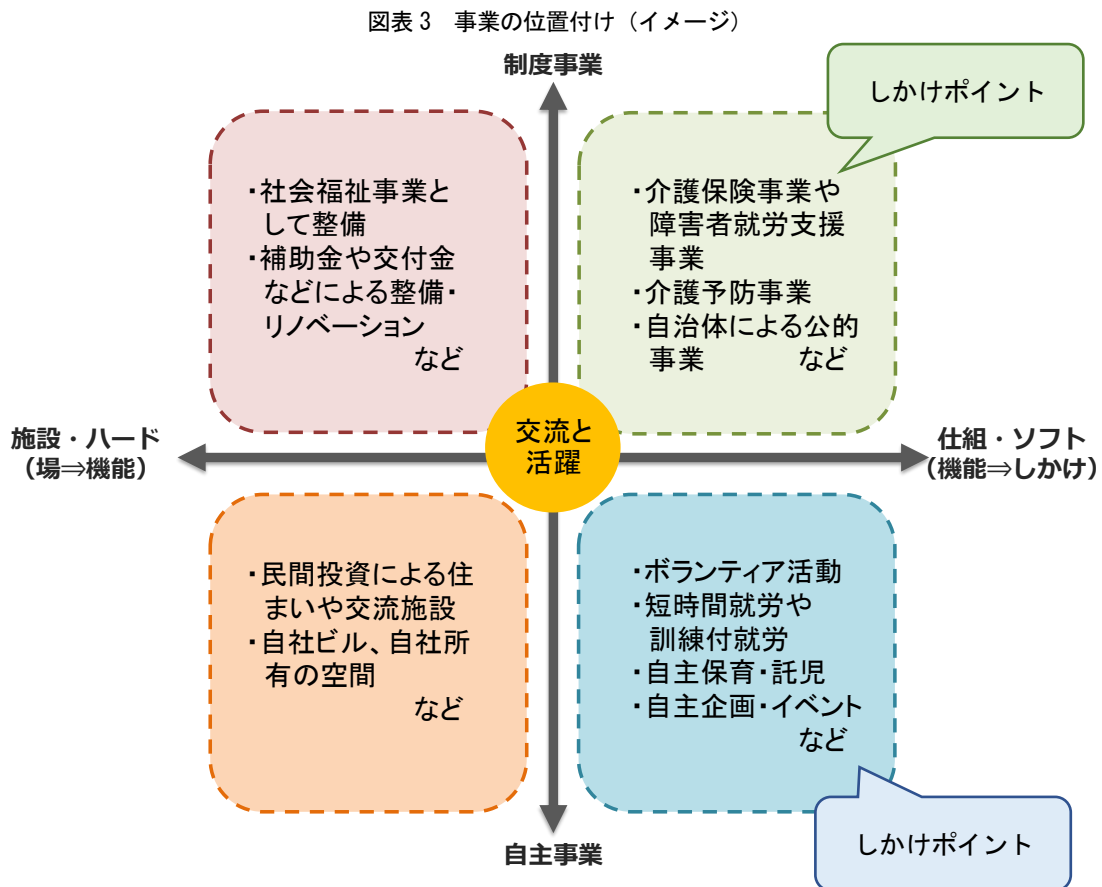 図表3 事業の位置付け（イメージ）
制度事業
しかけポイント
・社会福祉事業と
して整備
・補助金や交付金
などによる整備・
リノベーション
など
・介護保険事業や
障害者就労支援
事業
・介護予防事業
・自治体による公的
事業 など
施設・ハード
（場⇒機能）
交流と
活躍
仕組・ソフト
（機能⇒しかけ）
・民間投資による住
まいや交流施設
・自社ビル、自社所
有の空間
など
・ボランティア活動
・短時間就労や
訓練付就労
・自主保育・託児
・自主企画・イベント
など
しかけポイント
自主事業